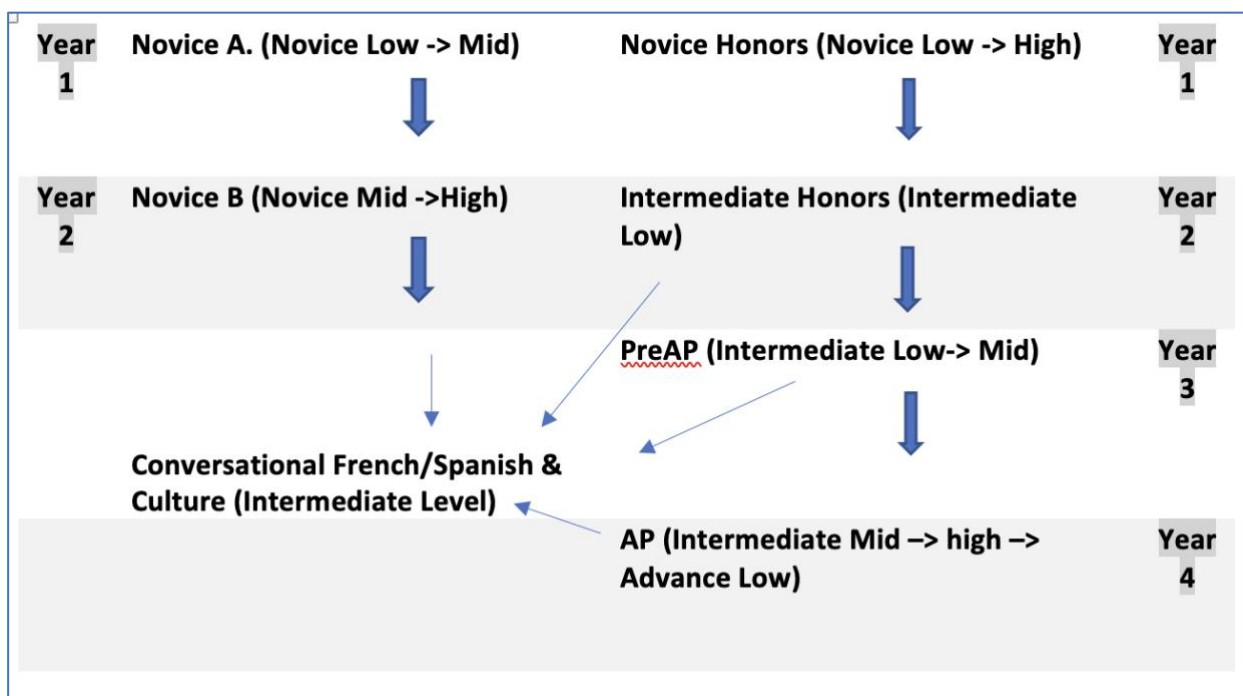 Year Novice A. (Novice Low -> Mid) Novice Honors (Novice Low -> High) Year
1 1
Year Novice B (Novice Mid ->High) Intermediate Honors (Intermediate Year
2 Low) 2
PreAP (Intermediate Low-> Mid) Year
3
Conversational French/Spanish &
Culture (Intermediate Level)
AP (Intermediate Mid –> high –> Year
Advance Low) 4